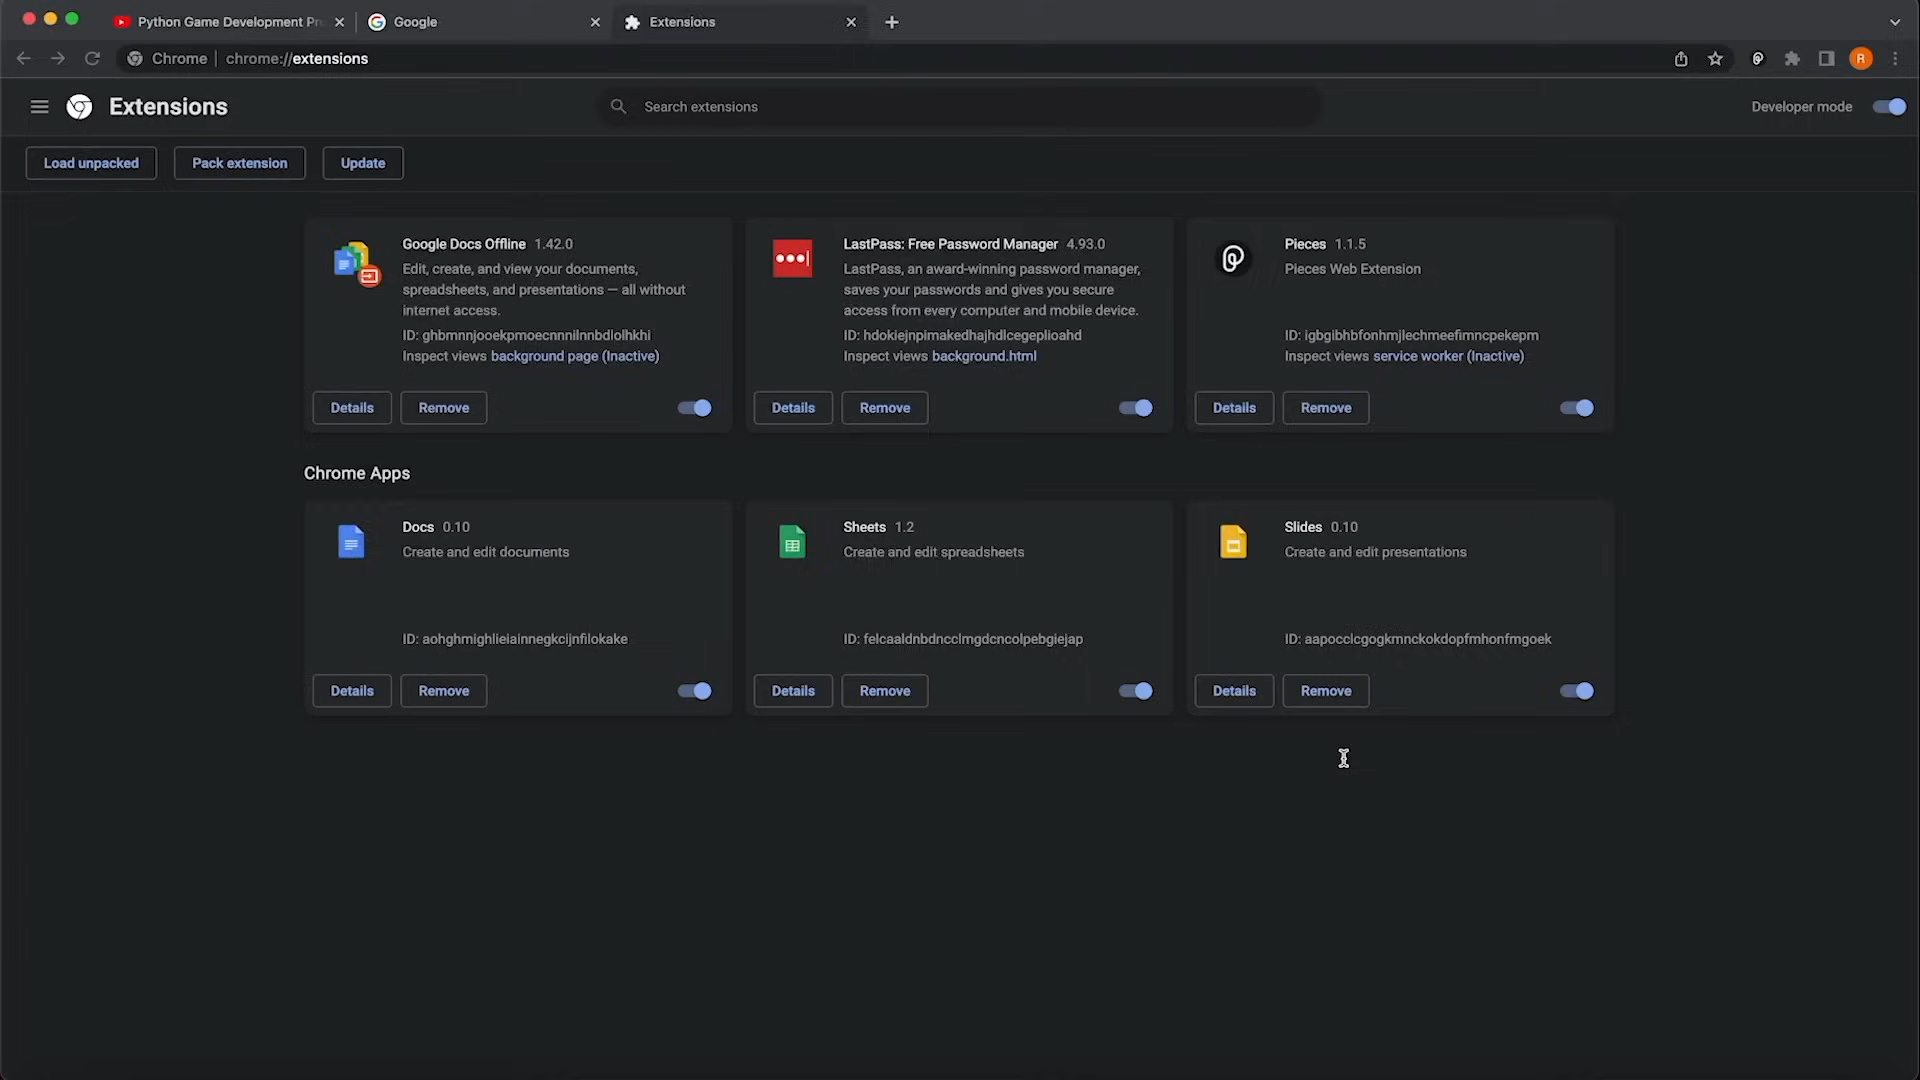 Python Game Development Pr
Google
Extensions
Chrome
chrome://extensions
R
Extensions
Search extensions
Developer mode
Load unpacked
Pack extension
Update
Google Docs Offline 1.42.0
Edit, create, and view your documents,
spreadsheets, and presentations — all without
internet access.
ID: ghbmnnjooekpmoecnnnilnnbdlolhkhi
Inspect views background page (Inactive)
Details
Remove
LastPass: Free Password Manager 4.93.0
LastPass, an award-winning password manager,
saves your passwords and gives you secure
access from every computer and mobile device.
ID: hdokiejnpimakedhajhdlcegeplioahd
Inspect views background.html
Details
Remove
Pieces 1.1.5
Pieces Web Extension
ID: igbgibhbfonhmjlechmeefimncpekepm
Inspect views service worker (Inactive)
Details
Remove
Chrome Apps
Docs 0.10
Create and edit documents
ID: aohghmighlieiainnegkcijnfilokake
Details
Remove
Sheets 1.2
Create and edit spreadsheets
ID: felcaaldnbdncclmgdcncolpebgiejap
Details
Remove
Slides 0.10
Create and edit presentations
ID: aapocclcgogkmnckokdopfmhonfmgoek
Details
Remove